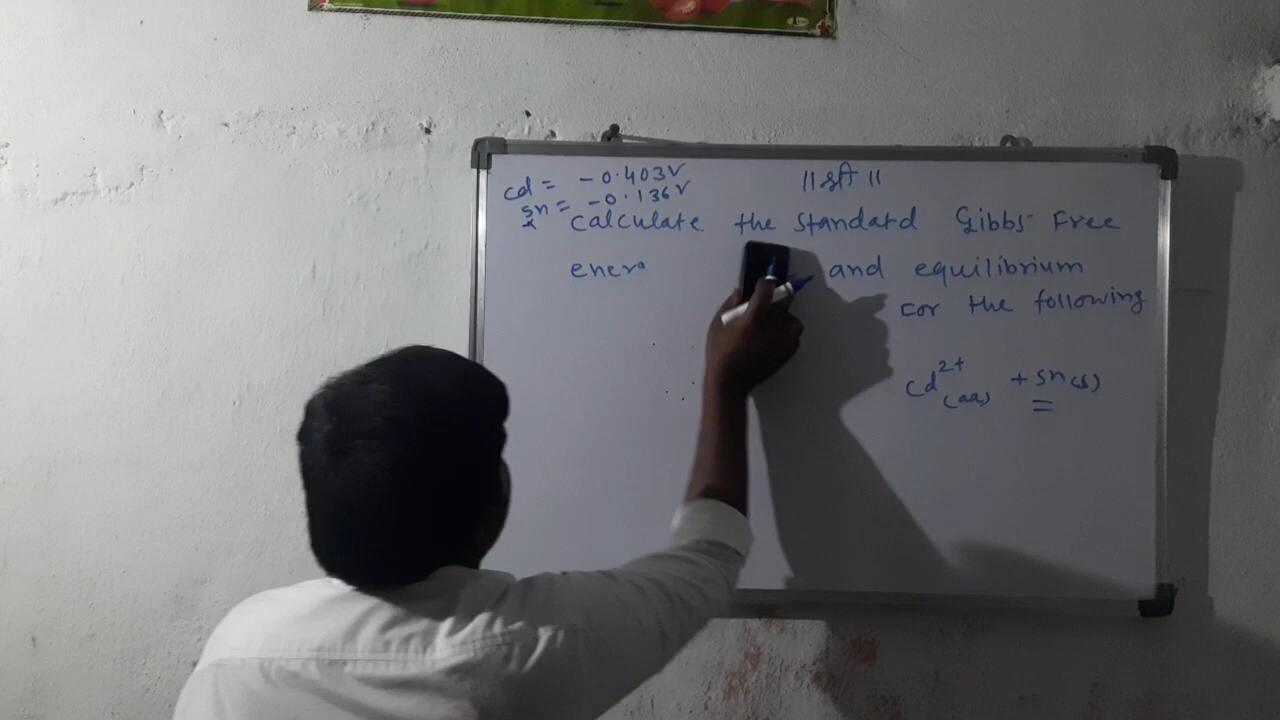 cd = - 0.403V
॥ श्री ॥
sn = -0.136V
* calculate the standard Gibbs Free
ener and equilibrium
for the following
Cd2+(aq) + sn(s)